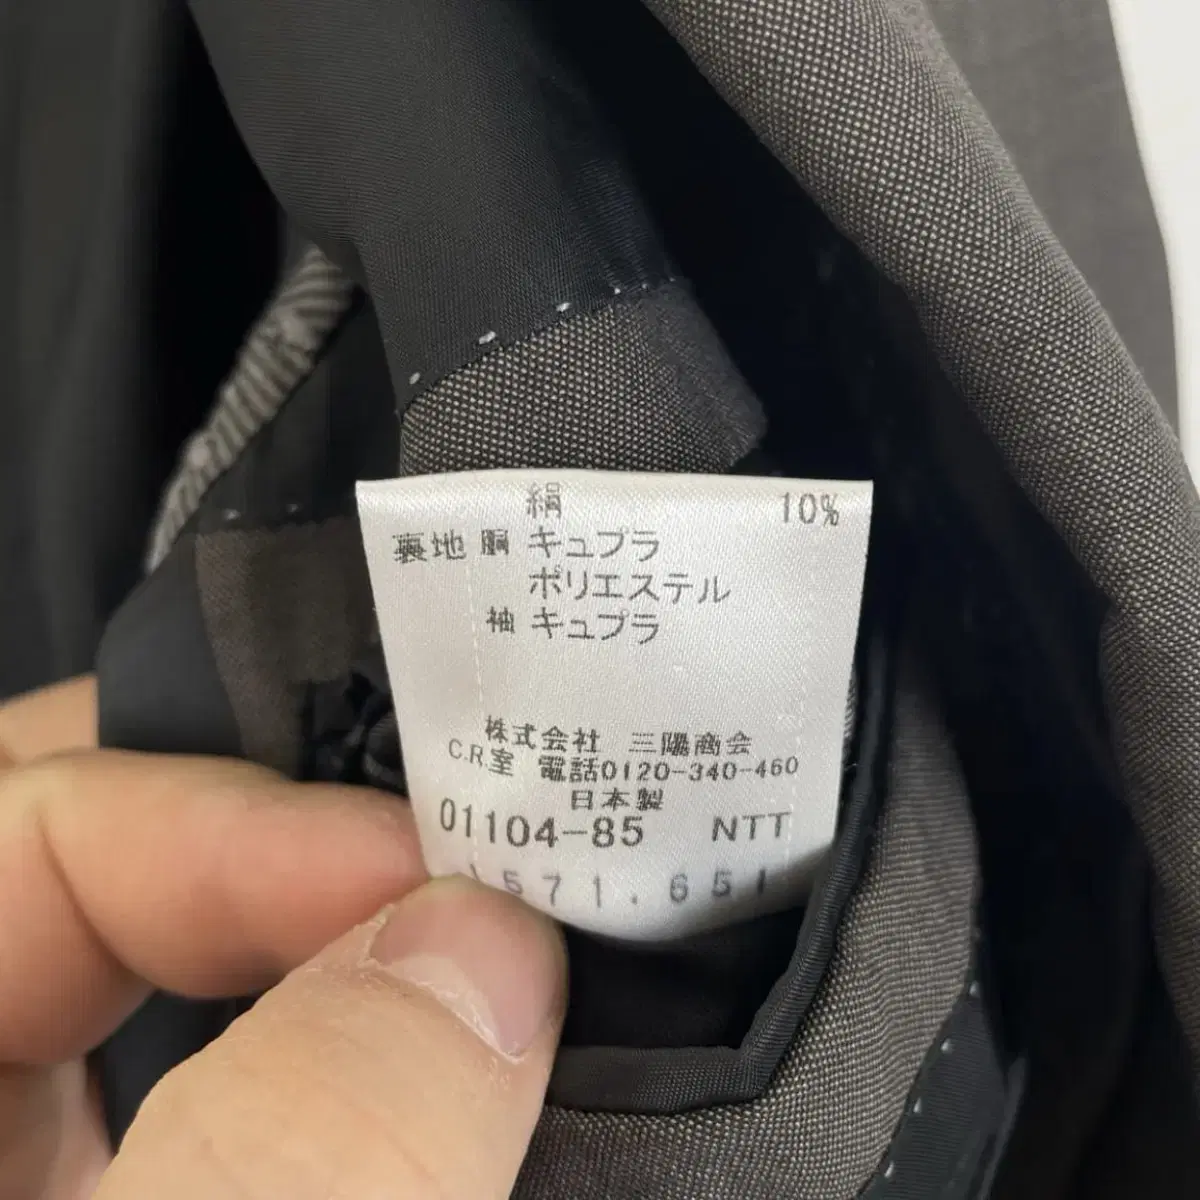 絹 10%
裏地 胴 キュプラ
ポリエステル
袖 キュプラ
株式会社 三陽商会
C.R.室 電話0120-340-460
日本製
01104-85 NTT
1571.651